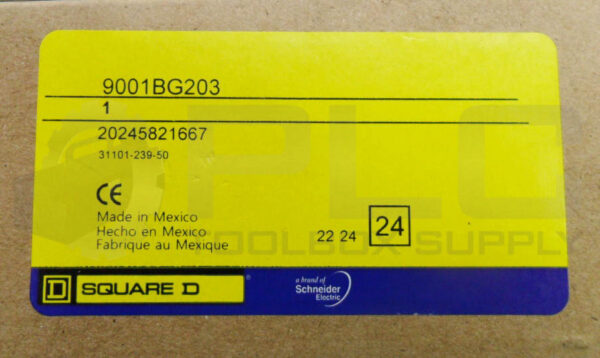 9001BG203
1
20245821667
31101-239-50
CE
Made in Mexico
Hecho en Mexico
Fabrique au Mexique
22 24
24
PLC
TOOLBOX SUPPLY
D SQUARE D
®
a brand of
Schneider
Electric